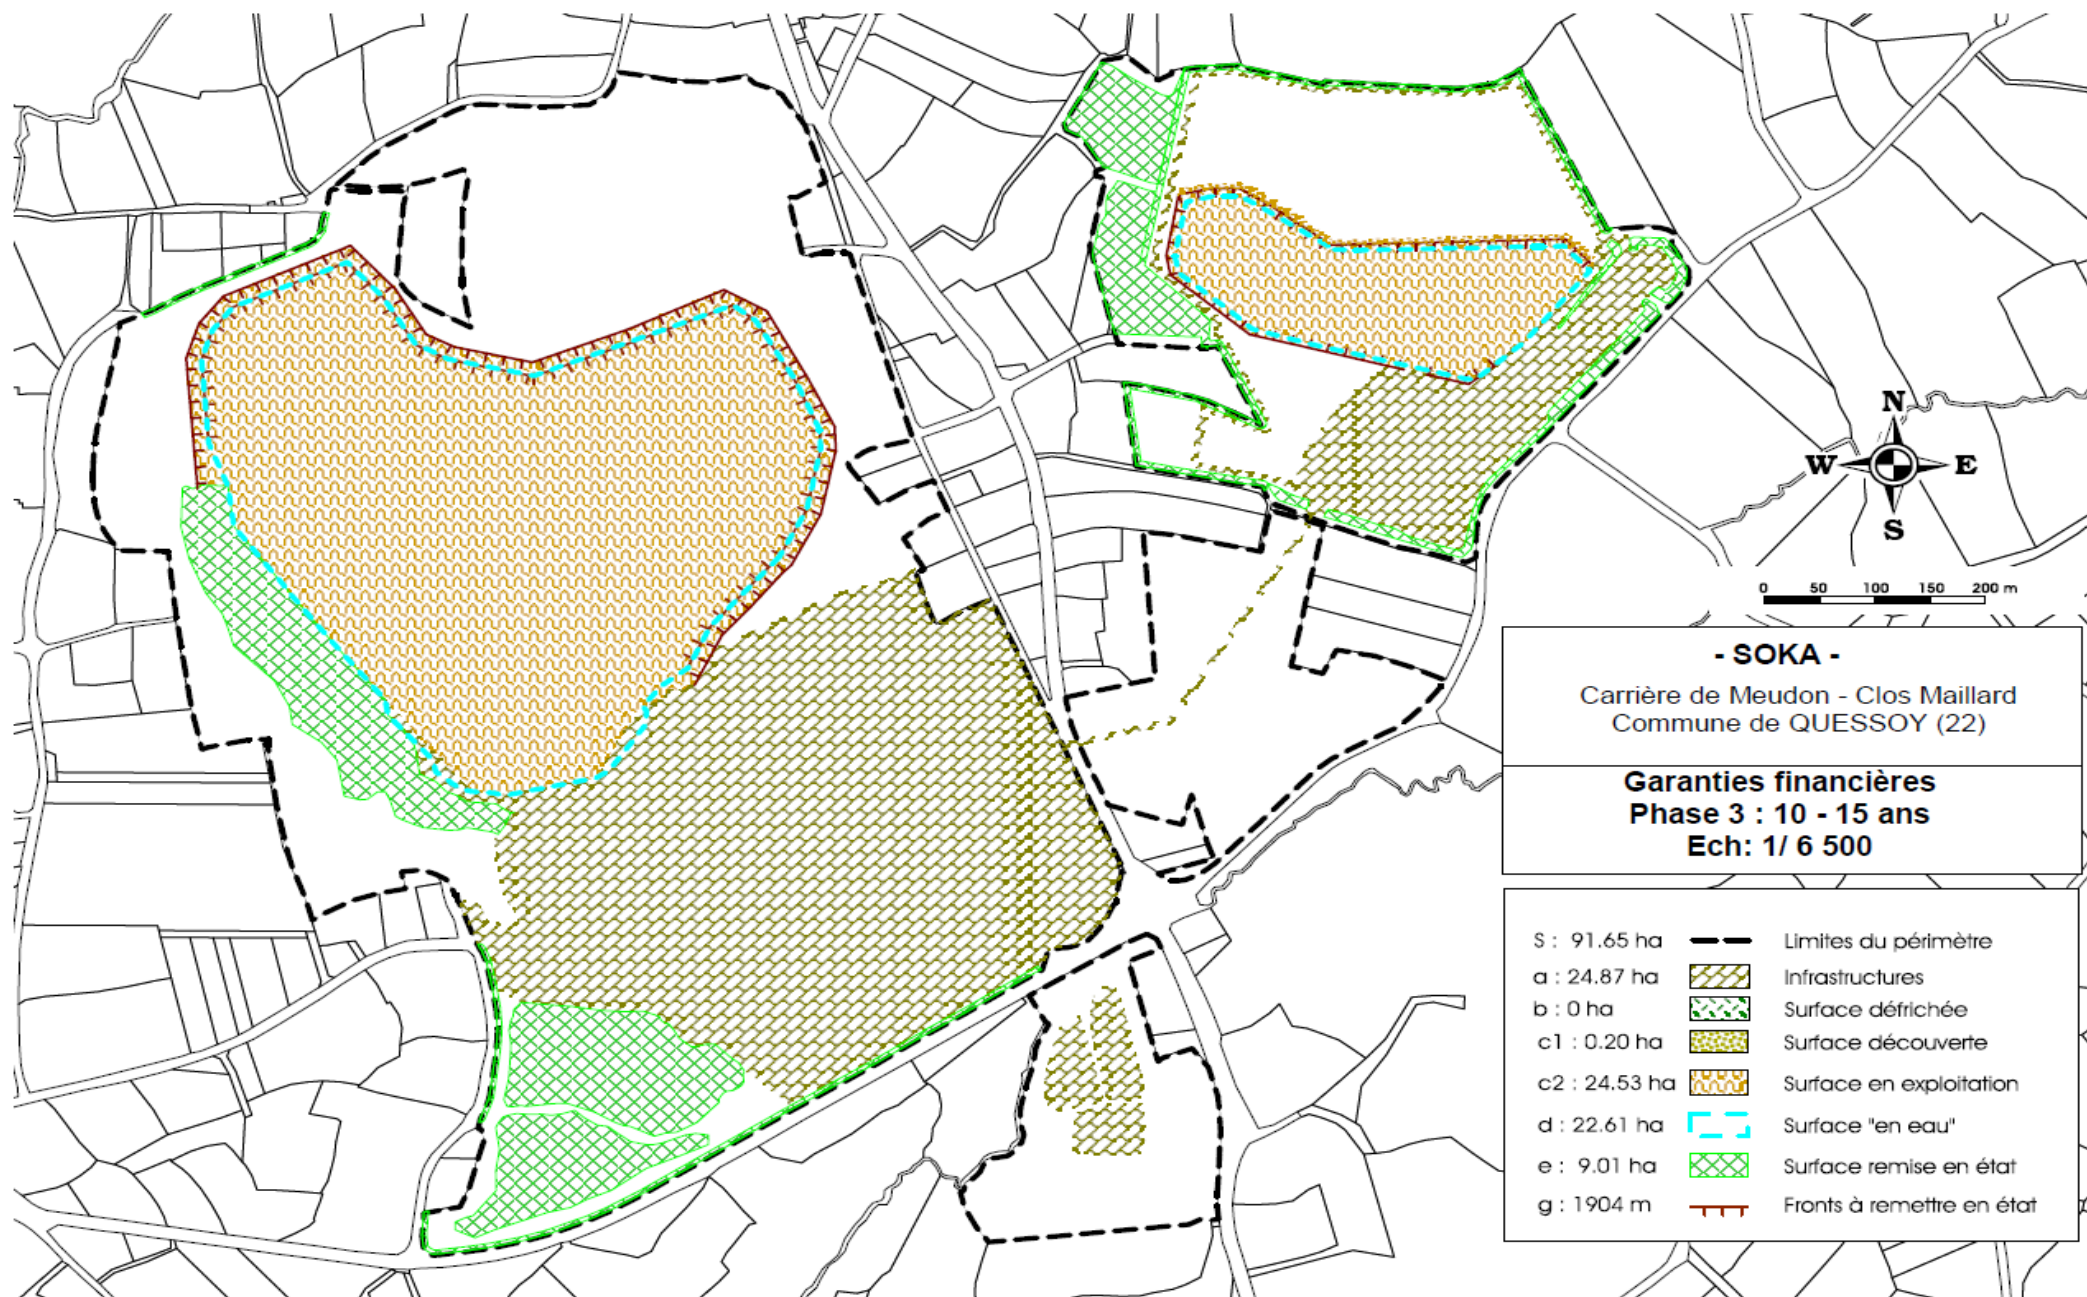 N
W E
S
0 50 100 150 200 m
- SOKA -
Carrière de Meudon - Clos Maillard
Commune de QUESSOY (22)
Garanties financières
Phase 3 : 10 - 15 ans
Ech: 1/ 6 500
S : 91.65 ha Limites du périmètre
a : 24.87 ha Infrastructures
b : 0 ha Surface défrichée
c1 : 0.20 ha Surface découverte
c2 : 24.53 ha Surface en exploitation
d : 22.61 ha Surface "en eau"
e : 9.01 ha Surface remise en état
g : 1904 m Fronts à remettre en état